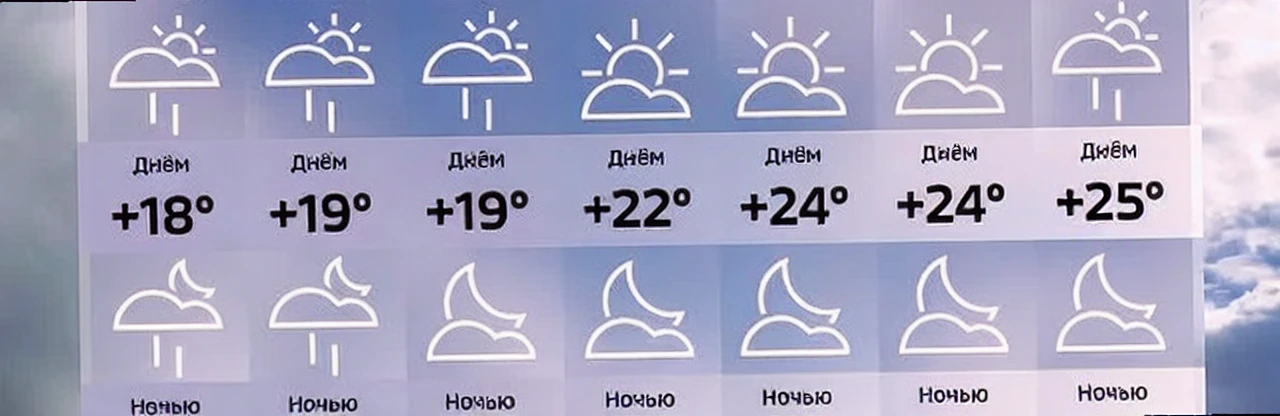 Днём Днём Днём Днём Днём Днём Днём
+18° +19° +19° +22° +24° +24° +25°
Ночью Ночью Ночью Ночью Ночью Ночью Ночью